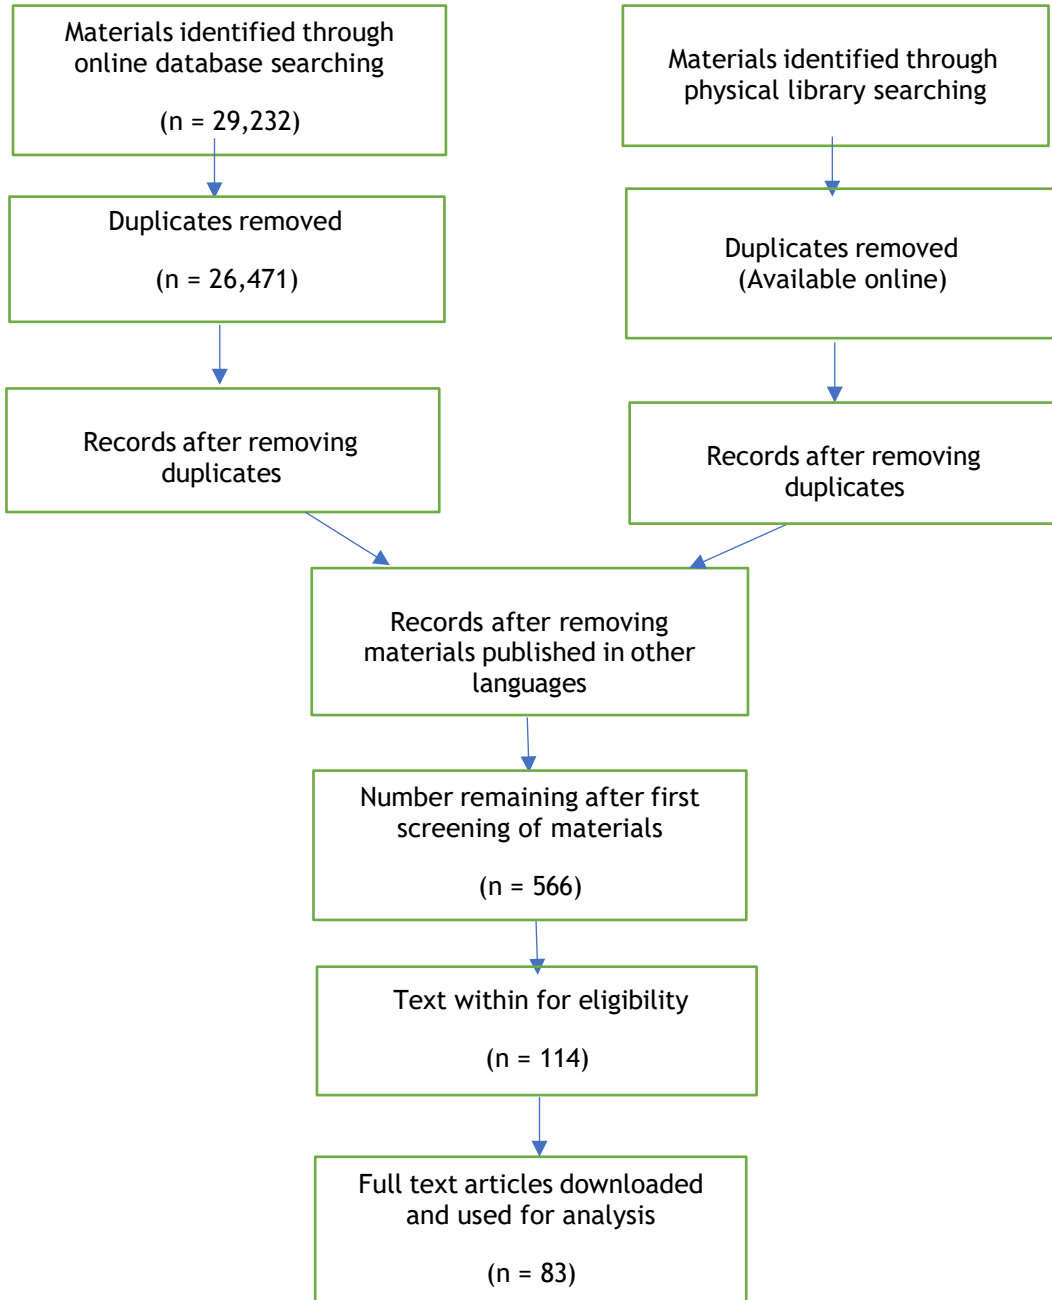 Materials identified through
online database searching
(n = 29,232)
Materials identified through
physical library searching
Duplicates removed
(n = 26,471)
Duplicates removed
(Available online)
Records after removing
duplicates
Records after removing
duplicates
Records after removing
materials published in other
languages
Number remaining after first
screening of materials
(n = 566)
Text within for eligibility
(n = 114)
Full text articles downloaded
and used for analysis
(n = 83)